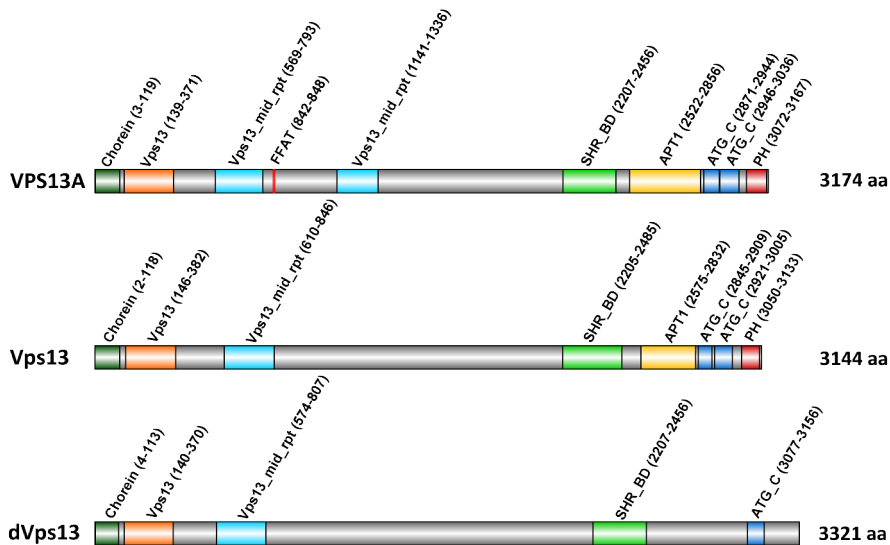 Chorein (3-119)
Vps13 (139-371)
Vps13_mid_rpt (569-793)
FFAT (842-848)
Vps13_mid_rpt (1141-1336)
SHR_BD (2207-2456)
APT1 (2522-2856)
ATG_C (2871-2944)
ATG_C (2946-3036)
PH (3072-3167)
VPS13A
3174 aa
Chorein (2-118)
Vps13 (146-382)
Vps13_mid_rpt (610-846)
SHR_BD (2205-2485)
APT1 (2575-2832)
ATG_C (2845-2909)
ATG_C (2921-3005)
PH (3050-3133)
Vps13
3144 aa
Chorein (4-113)
Vps13 (140-370)
Vps13_mid_rpt (574-807)
SHR_BD (2207-2456)
ATG_C (3077-3156)
dVps13
3321 aa